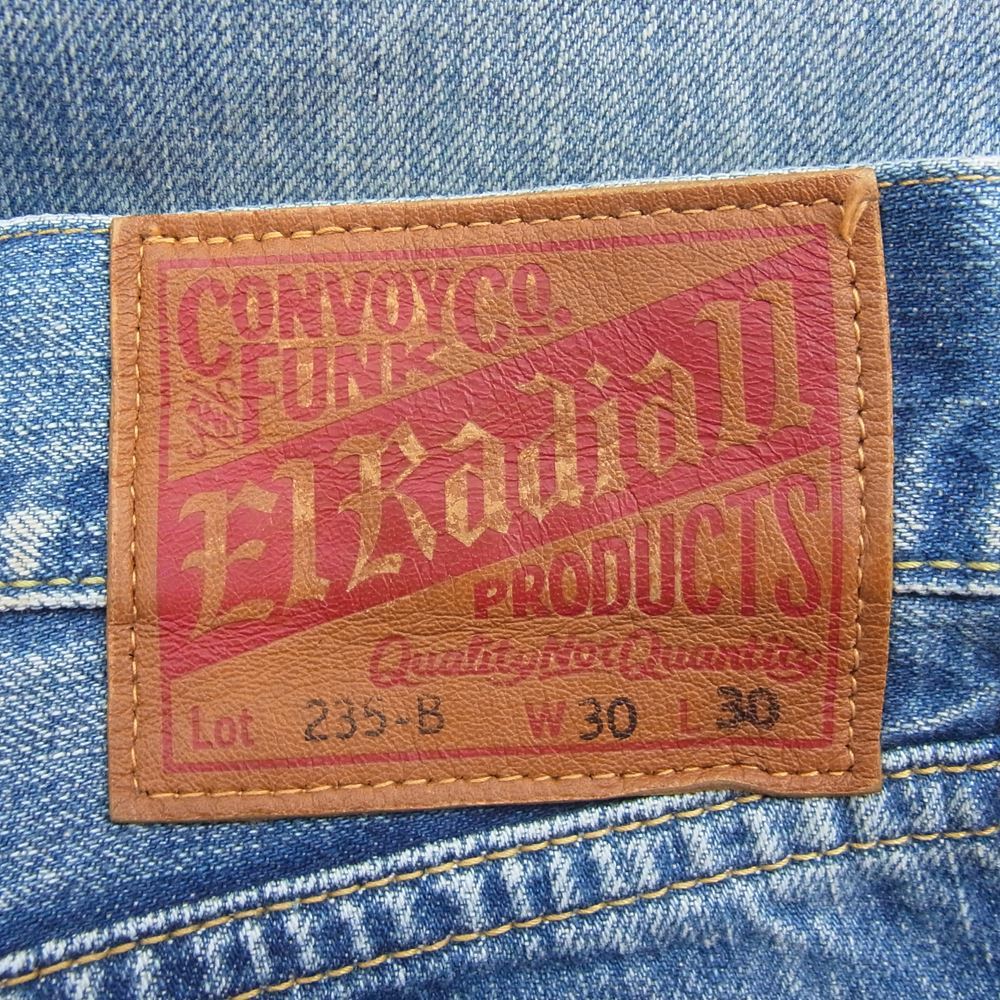 CONVOY CO.
FUNK
El Radiall
PRODUCTS
Quality Not Quantity
Lot 235-B W 30 L 30